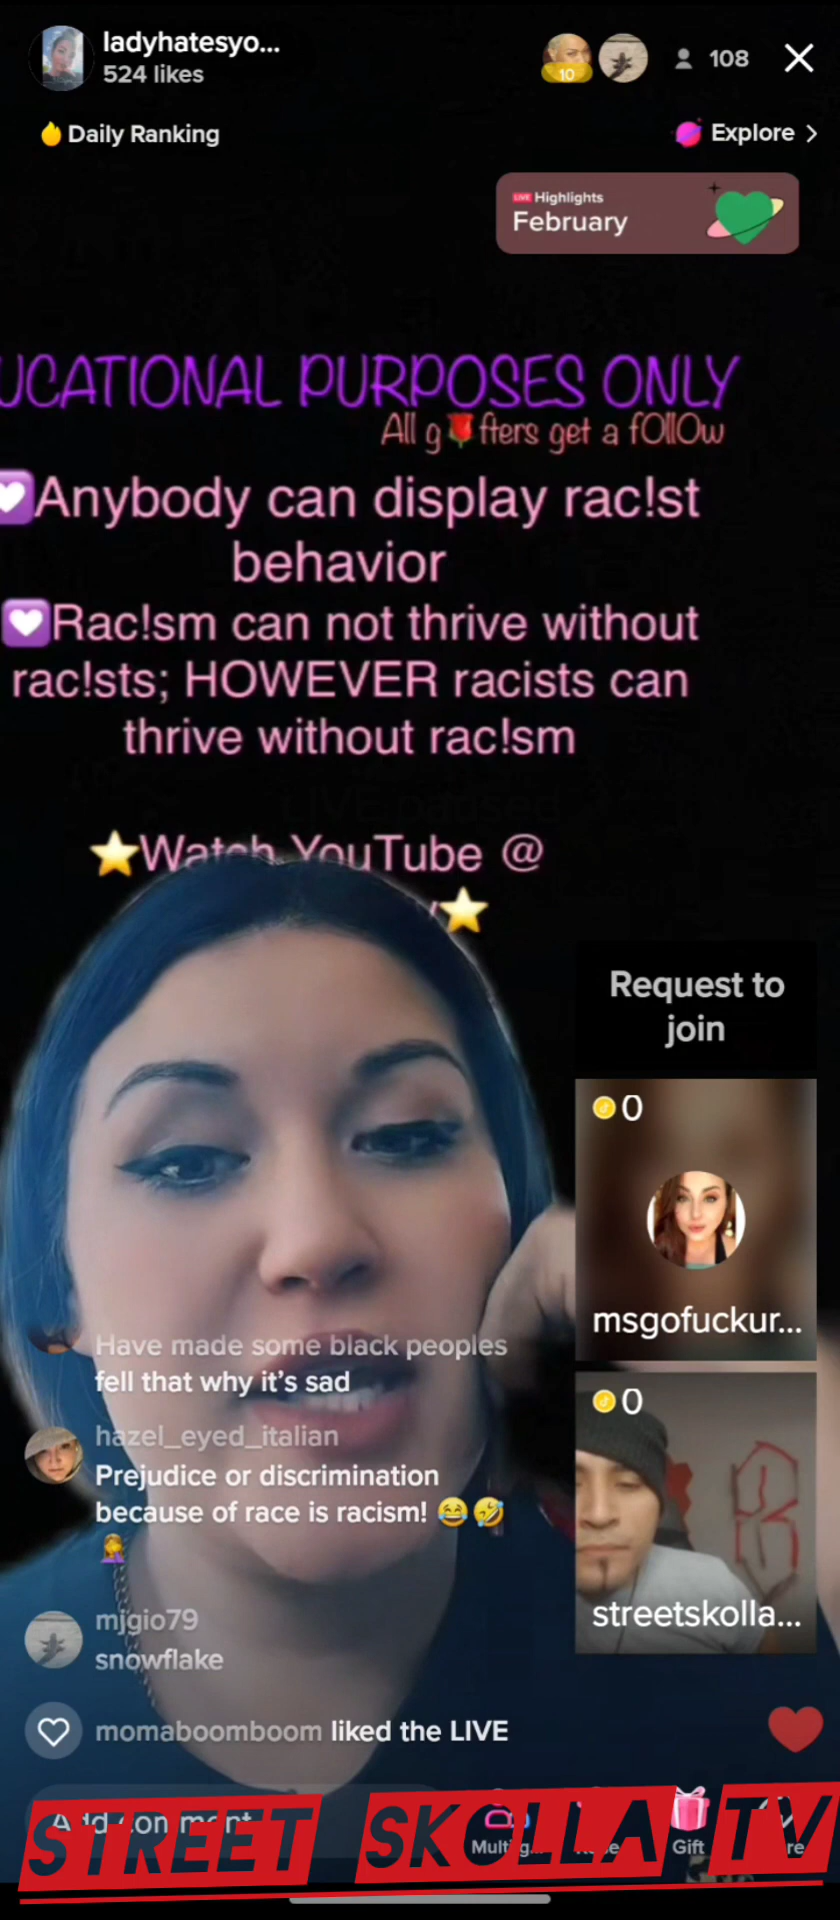 ladyhatesyo...
524 likes
10
108
Daily Ranking
Explore
LIVE Highlights
February
UCATIONAL PURPOSES ONLY
All g🌹fters get a fOllOw
💟Anybody can display rac!st
behavior
💟Rac!sm can not thrive without
rac!sts; HOWEVER racists can
thrive without rac!sm
⭐Watch YouTube @
⭐
Request to
join
0
msgofuckur...
0
streetskolla...
Have made some black peoples
fell that why it's sad
hazel_eyed_italian
Prejudice or discrimination
because of race is racism! 😂🤣
🤦‍♀️
mjgio79
snowflake
momaboomboom liked the LIVE
Add comment...
Gift
STREET SKOLLA TV